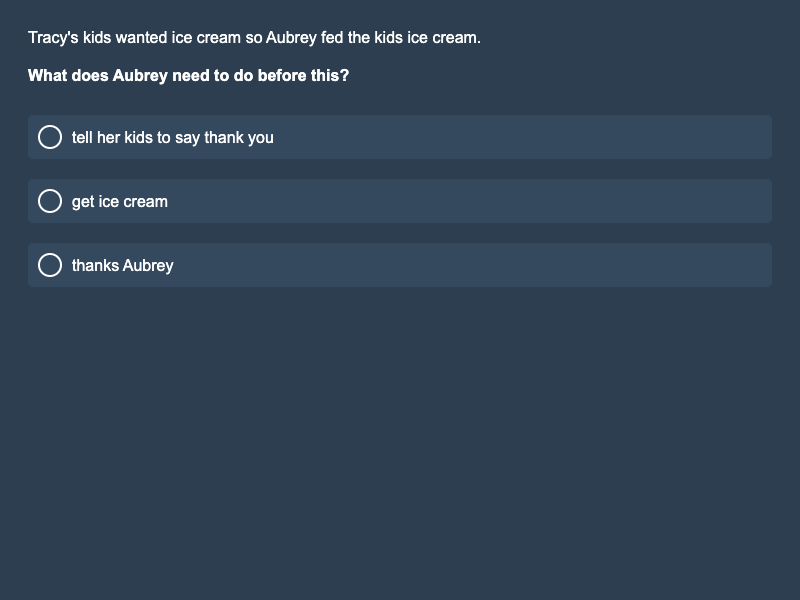 Tracy's kids wanted ice cream so Aubrey fed the kids ice cream.
What does Aubrey need to do before this?
tell her kids to say thank you
get ice cream
thanks Aubrey